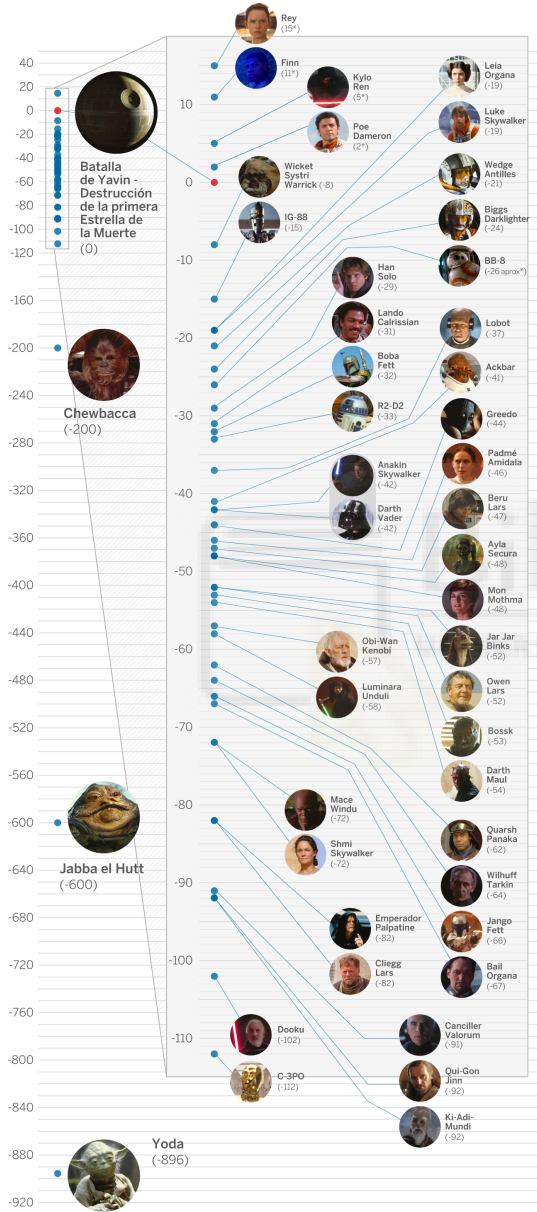 Rey
(15*)
Finn
(11*)
Kylo
Ren
(5*)
Poe
Dameron
(2*)
Wicket
Systri
Warrick (-8)
IG-88
(-15)
Leia
Organa
(-19)
Luke
Skywalker
(-19)
Wedge
Antilles
(-21)
Biggs
Darklighter
(-24)
BB-8
(-26 aprox*)
Han
Solo
(-29)
Lando
Calrissian
(-31)
Boba
Fett
(-32)
R2-D2
(-33)
Lobot
(-37)
Ackbar
(-41)
Greedo
(-44)
Anakin
Skywalker
(-42)
Darth
Vader
(-42)
Padmé
Amidala
(-46)
Beru
Lars
(-47)
Ayla
Secura
(-48)
Mon
Mothma
(-48)
Jar Jar
Binks
(-52)
Owen
Lars
(-52)
Bossk
(-53)
Darth
Maul
(-54)
Obi-Wan
Kenobi
(-57)
Luminara
Unduli
(-58)
Quarsh
Panaka
(-62)
Wilhuff
Tarkin
(-64)
Jango
Fett
(-66)
Bail
Organa
(-67)
Mace
Windu
(-72)
Shmi
Skywalker
(-72)
Emperador
Palpatine
(-82)
Cliegg
Lars
(-82)
Canciller
Valorum
(-91)
Qui-Gon
Jinn
(-92)
Ki-Adi-
Mundi
(-92)
Dooku
(-102)
C-3PO
(-112)
Batalla
de Yavin -
Destrucción
de la primera
Estrella de
la Muerte
(0)
Chewbacca
(-200)
Jabba el Hutt
(-600)
Yoda
(-896)
40
20
0
-20
-40
-60
-80
-100
-120
-160
-200
-240
-280
-320
-360
-400
-440
-480
-520
-560
-600
-640
-680
-720
-760
-800
-840
-880
-920
10
0
-10
-20
-30
-40
-50
-60
-70
-80
-90
-100
-110